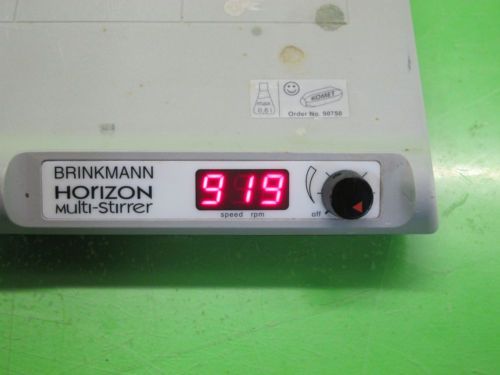 max
0,6 l
KOMET
Order No. 90750
BRINKMANN
HORIZON
Multi-Stirrer
919
speed rpm
off